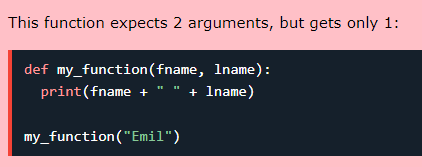 This function expects 2 arguments, but gets only 1:
def my_function(fname, lname):
  print(fname + " " + lname)
my_function("Emil")